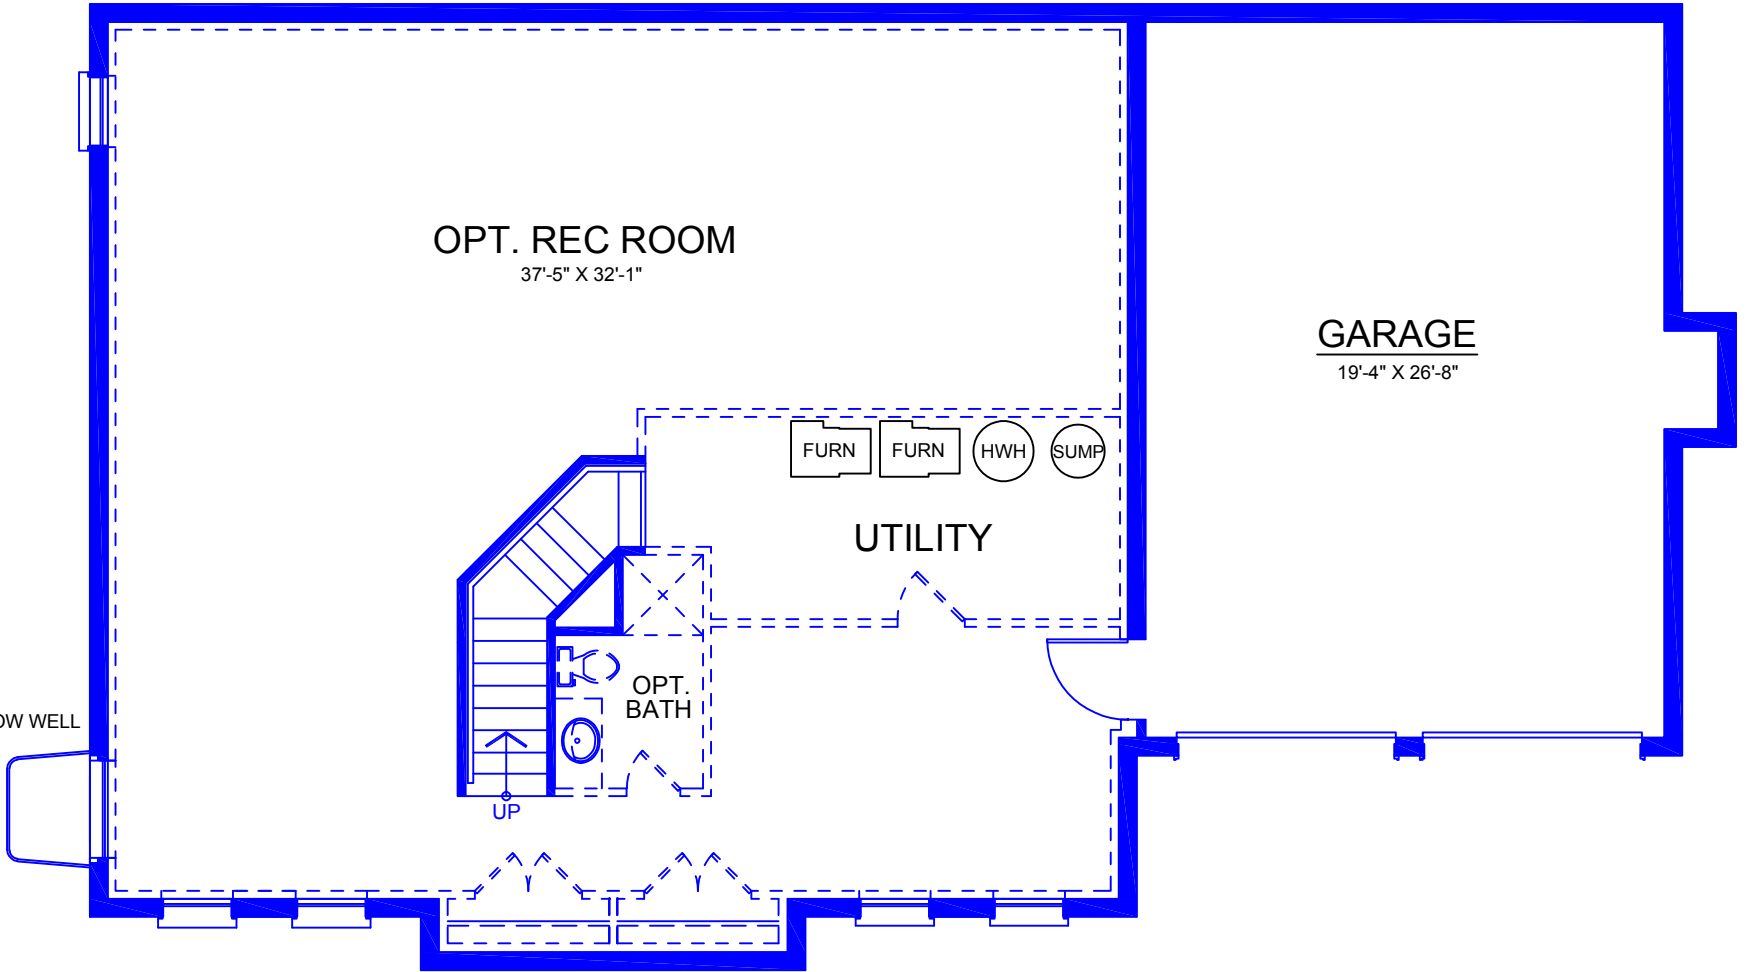 OPT. REC ROOM
37'-5" X 32'-1"
GARAGE
19'-4" X 26'-8"
FURN
FURN
HWH
SUMP
UTILITY
OPT.
BATH
WELL
UP